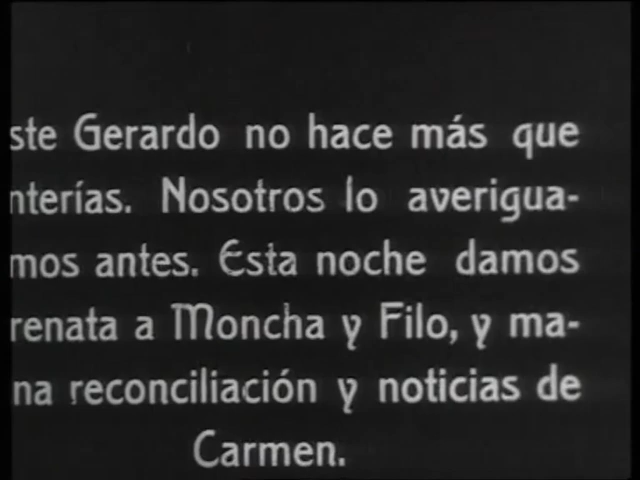 ste Gerardo no hace más que
nterías. Nosotros lo averigua-
mos antes. Esta noche damos
renata a Moncha y Filo, y ma-
na reconciliación y noticias de
Carmen.